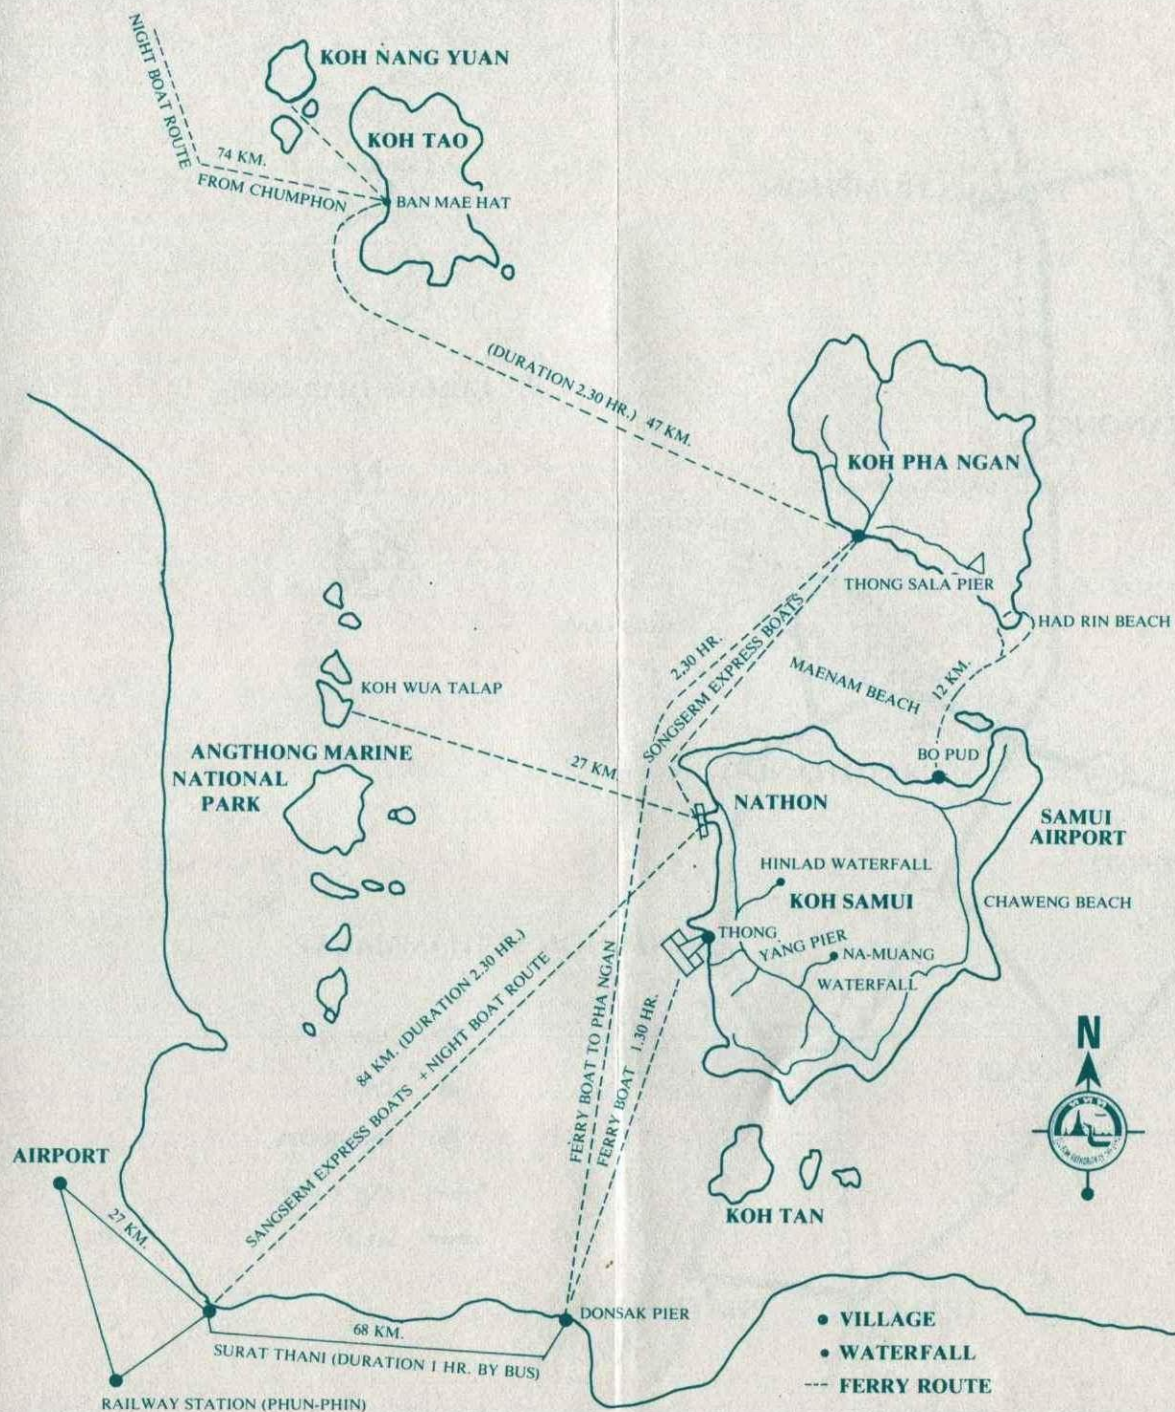 NIGHT BOAT ROUTE
74 KM.
FROM CHUMPHON
KOH NANG YUAN
KOH TAO
BAN MAE HAT
(DURATION 2.30 HR.) 47 KM.
KOH PHA NGAN
THONG SALA PIER
HAD RIN BEACH
2.30 HR.
SONGSERM EXPRESS BOATS
MAENAM BEACH
12 KM.
KOH WUA TALAP
ANGTHONG MARINE
NATIONAL
PARK
27 KM.
BO PUD
NATHON
SAMUI
AIRPORT
HINLAD WATERFALL
KOH SAMUI
CHAWENG BEACH
THONG
YANG PIER
NA-MUANG
WATERFALL
84 KM. (DURATION 2.30 HR.)
SANGSERM EXPRESS BOATS + NIGHT BOAT ROUTE
FERRY BOAT TO PHA NGAN
FERRY BOAT 1.30 HR.
N
KOH TAN
AIRPORT
27 KM.
DONSAK PIER
68 KM.
SURAT THANI (DURATION 1 HR. BY BUS)
RAILWAY STATION (PHUN-PHIN)
VILLAGE
WATERFALL
FERRY ROUTE